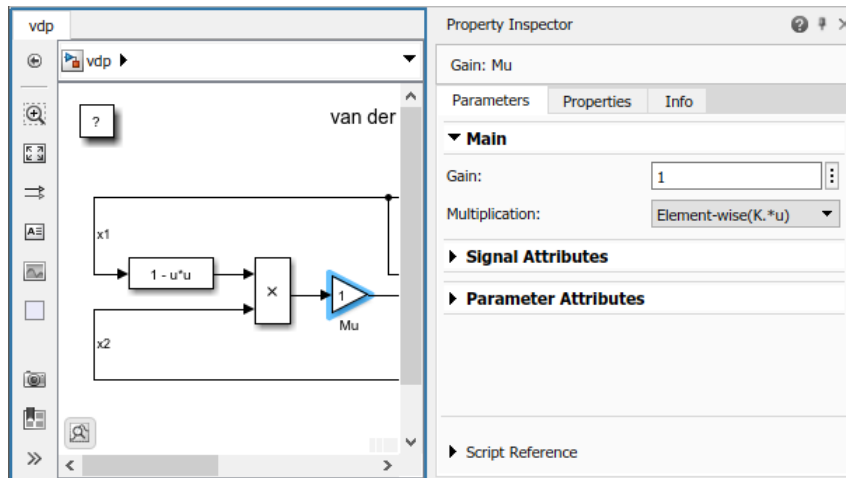 vdp
vdp
?
van der
x1
1 - u*u
×
1
Mu
x2
Property Inspector
Gain: Mu
Parameters Properties Info
Main
Gain: 1
Multiplication: Element-wise(K.*u)
Signal Attributes
Parameter Attributes
Script Reference